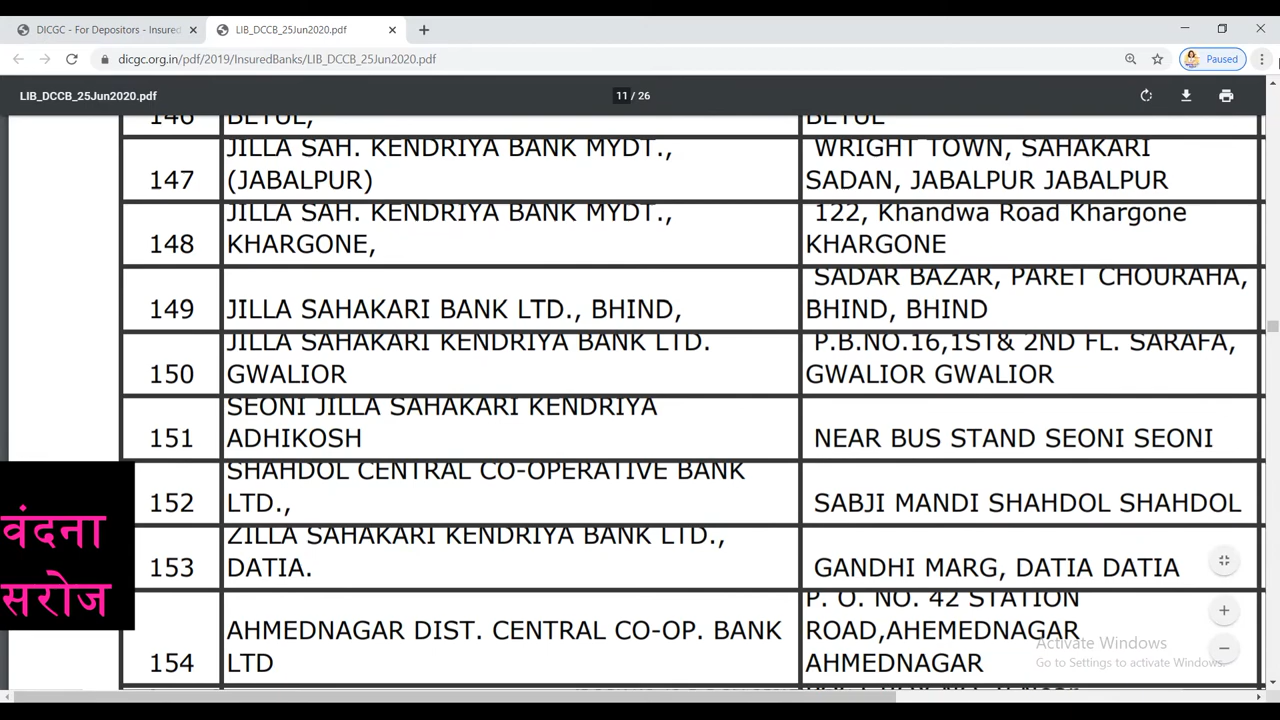 DICGC - For Depositors - Insured
LIB_DCCB_25Jun2020.pdf
dicgc.org.in/pdf/2019/InsuredBanks/LIB_DCCB_25Jun2020.pdf
Paused
LIB_DCCB_25Jun2020.pdf
11 / 26
146 BETUL, BETUL
JILLA SAH. KENDRIYA BANK MYDT., WRIGHT TOWN, SAHAKARI
147 (JABALPUR) SADAN, JABALPUR JABALPUR
JILLA SAH. KENDRIYA BANK MYDT., 122, Khandwa Road Khargone
148 KHARGONE, KHARGONE
SADAR BAZAR, PARET CHOURAHA,
149 JILLA SAHAKARI BANK LTD., BHIND, BHIND, BHIND
JILLA SAHAKARI KENDRIYA BANK LTD. P.B.NO.16,1ST& 2ND FL. SARAFA,
150 GWALIOR GWALIOR GWALIOR
SEONI JILLA SAHAKARI KENDRIYA
151 ADHIKOSH NEAR BUS STAND SEONI SEONI
SHAHDOL CENTRAL CO-OPERATIVE BANK
152 LTD., SABJI MANDI SHAHDOL SHAHDOL
ZILLA SAHAKARI KENDRIYA BANK LTD.,
153 DATIA. GANDHI MARG, DATIA DATIA
P. O. NO. 42 STATION
AHMEDNAGAR DIST. CENTRAL CO-OP. BANK ROAD,AHEMEDNAGAR
154 LTD AHMEDNAGAR
वंदना
सरोज
Activate Windows
Go to Settings to activate Windows.